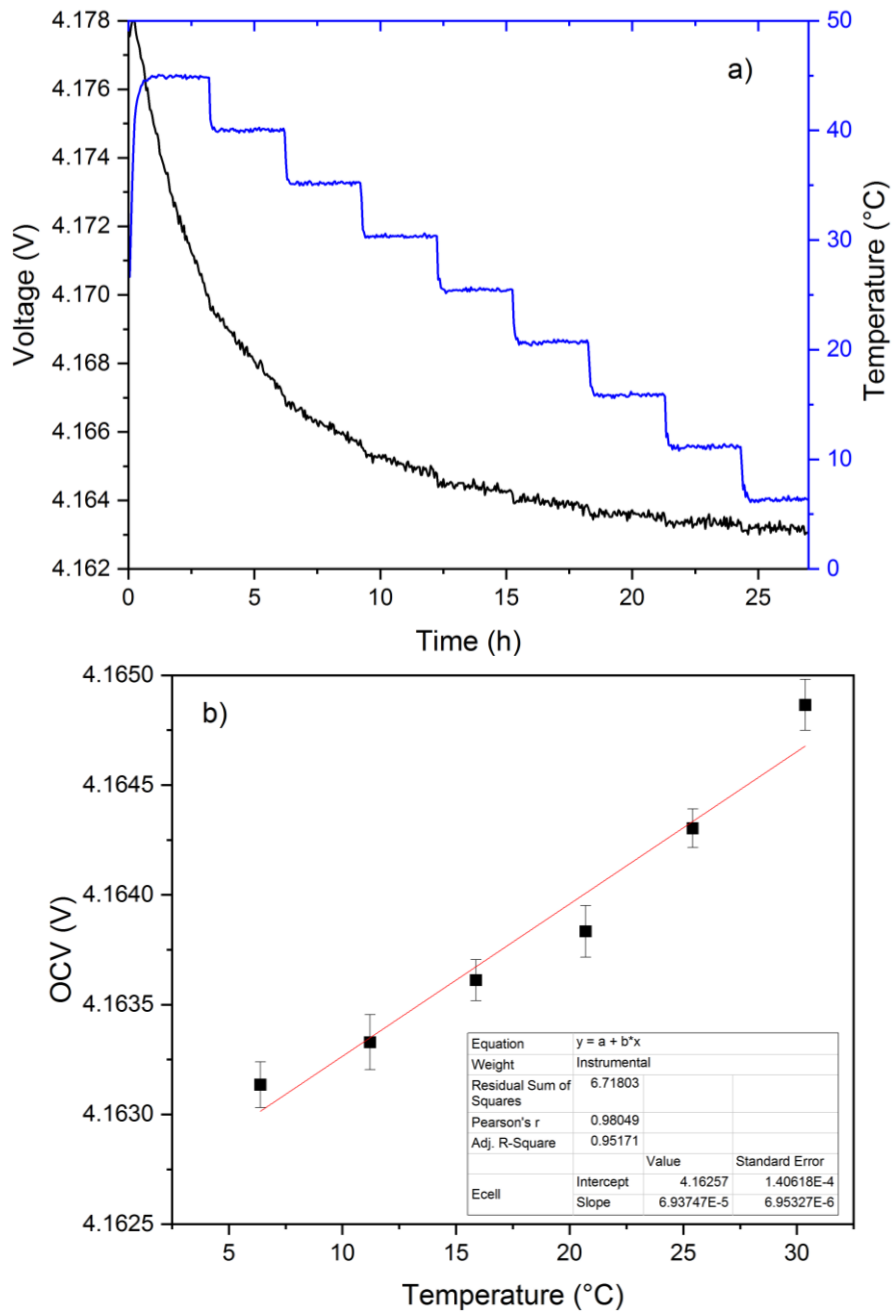 a)
4.178
4.176
4.174
4.172
4.170
4.168
4.166
4.164
4.162
Voltage (V)
50
40
30
20
10
0
Temperature (°C)
0 5 10 15 20 25
Time (h)
b)
4.1650
4.1645
4.1640
4.1635
4.1630
4.1625
OCV (V)
Equation y = a + b*x
Weight Instrumental
Residual Sum of
Squares 6.71803
Pearson's r 0.98049
Adj. R-Square 0.95171
Value Standard Error
Ecell Intercept 4.16257 1.40618E-4
Slope 6.93747E-5 6.95327E-6
5 10 15 20 25 30
Temperature (°C)